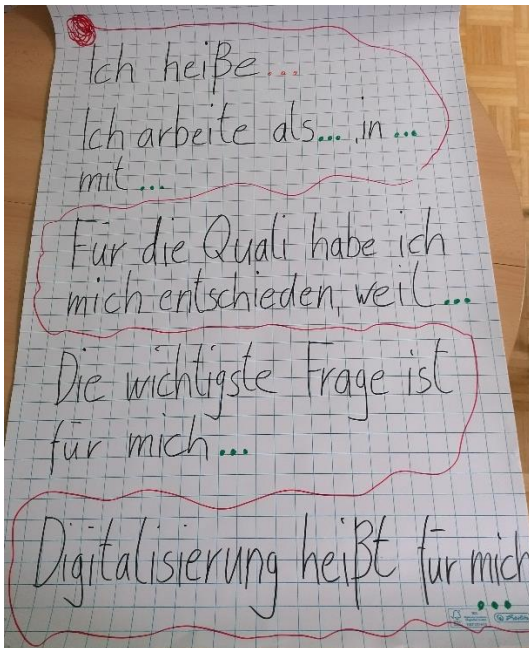 Ich heiße...
Ich arbeite als..., in...
mit...
Für die Quali habe ich
mich entschieden, weil...
Die wichtigste Frage ist
für mich...
Digitalisierung heißt für mich
...